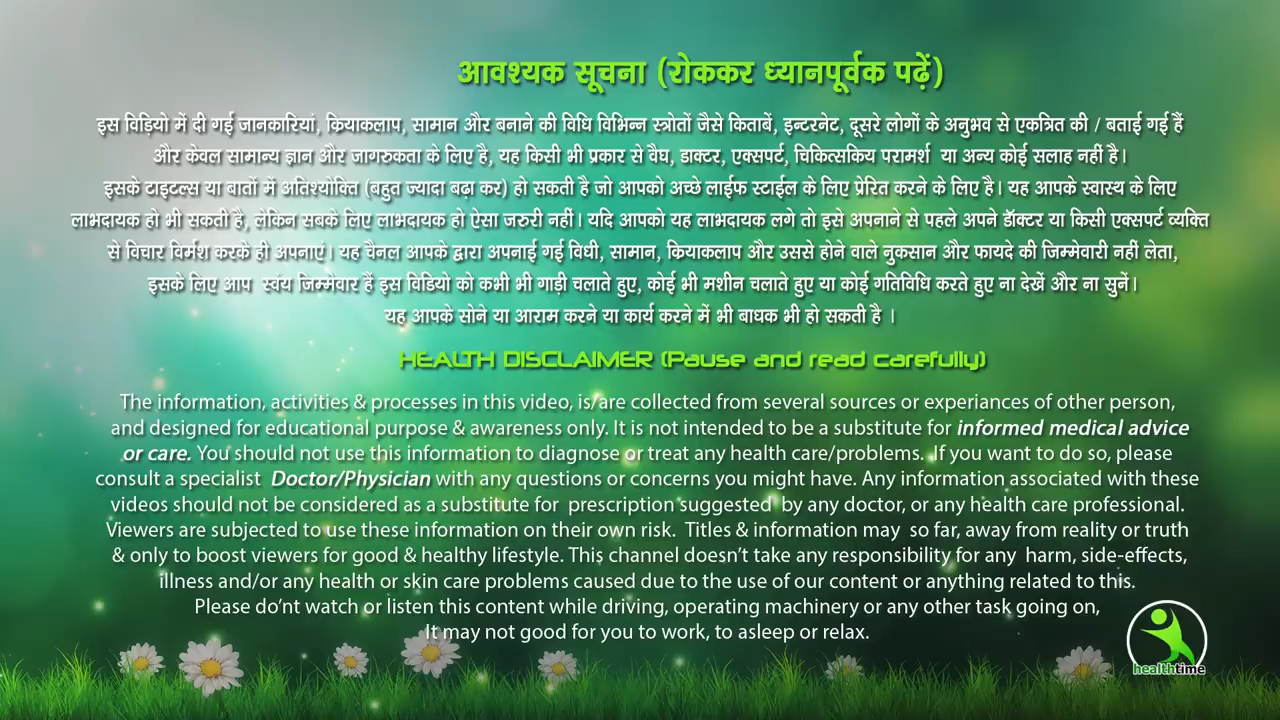 आवश्यक सूचना (रोककर ध्यानपूर्वक पढ़ें)
इस विड़ियो में दी गई जानकारियां, क्रियाकलाप, सामान और बनाने की विधि विभिन्न स्त्रोतों जैसे किताबें, इन्टरनेट, दूसरे लोगों के अनुभव से एकत्रित की / बताई गई हैं
और केवल सामान्य ज्ञान और जागरुकता के लिए है, यह किसी भी प्रकार से वैघ, डाक्टर, एक्सपर्ट, चिकित्सकिय परामर्श या अन्य कोई सलाह नहीं है।
इसके टाइटल्स या बातों में अतिश्योक्ति (बहुत ज्यादा बढ़ा कर) हो सकती है जो आपको अच्छे लाईफ स्टाईल के लिए प्रेरित करने के लिए है। यह आपके स्वास्थ के लिए
लाभदायक हो भी सकती है, लेकिन सबके लिए लाभदायक हो ऐसा जरुरी नहीं। यदि आपको यह लाभदायक लगे तो इसे अपनाने से पहले अपने डॉक्टर या किसी एक्सपर्ट व्यक्ति
से विचार विर्मश करके ही अपनाएं। यह चैनल आपके द्वारा अपनाई गई विधी, सामान, क्रियाकलाप और उससे होने वाले नुकसान और फायदे की जिम्मेवारी नहीं लेता,
इसके लिए आप स्वंय जिम्मेवार हैं इस विडियो को कभी भी गाड़ी चलाते हुए, कोई भी मशीन चलाते हुए या कोई गतिविधि करते हुए ना देखें और ना सुनें।
यह आपके सोने या आराम करने या कार्य करने में भी बाधक भी हो सकती है ।
HEALTH DISCLAIMER (Pause and read carefully)
The information, activities & processes in this video, is/are collected from several sources or experiances of other person,
and designed for educational purpose & awareness only. It is not intended to be a substitute for informed medical advice
or care. You should not use this information to diagnose or treat any health care/problems. If you want to do so, please
consult a specialist Doctor/Physician with any questions or concerns you might have. Any information associated with these
videos should not be considered as a substitute for prescription suggested by any doctor, or any health care professional.
Viewers are subjected to use these information on their own risk. Titles & information may so far, away from reality or truth
& only to boost viewers for good & healthy lifestyle. This channel doesn't take any responsibility for any harm, side-effects,
illness and/or any health or skin care problems caused due to the use of our content or anything related to this.
Please do'nt watch or listen this content while driving, operating machinery or any other task going on,
It may not good for you to work, to asleep or relax.
healthtime